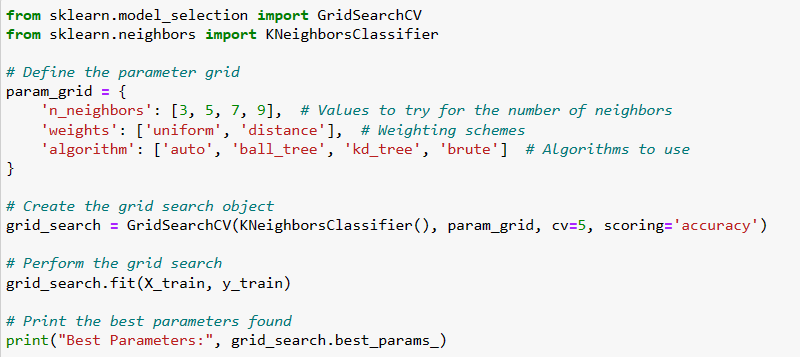 from sklearn.model_selection import GridSearchCV
from sklearn.neighbors import KNeighborsClassifier
# Define the parameter grid
param_grid = {
    'n_neighbors': [3, 5, 7, 9],  # Values to try for the number of neighbors
    'weights': ['uniform', 'distance'],  # Weighting schemes
    'algorithm': ['auto', 'ball_tree', 'kd_tree', 'brute']  # Algorithms to use
}
# Create the grid search object
grid_search = GridSearchCV(KNeighborsClassifier(), param_grid, cv=5, scoring='accuracy')
# Perform the grid search
grid_search.fit(X_train, y_train)
# Print the best parameters found
print("Best Parameters:", grid_search.best_params_)